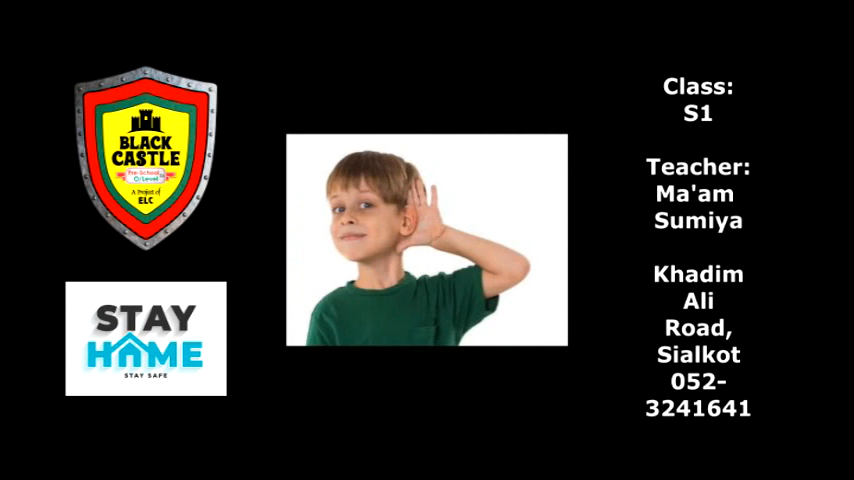 BLACK
CASTLE
Pre-School
O' Level
A Project of
ELC
STAY
HOME
STAY SAFE
Class:
S1
Teacher:
Ma'am
Sumiya
Khadim
Ali
Road,
Sialkot
052-
3241641